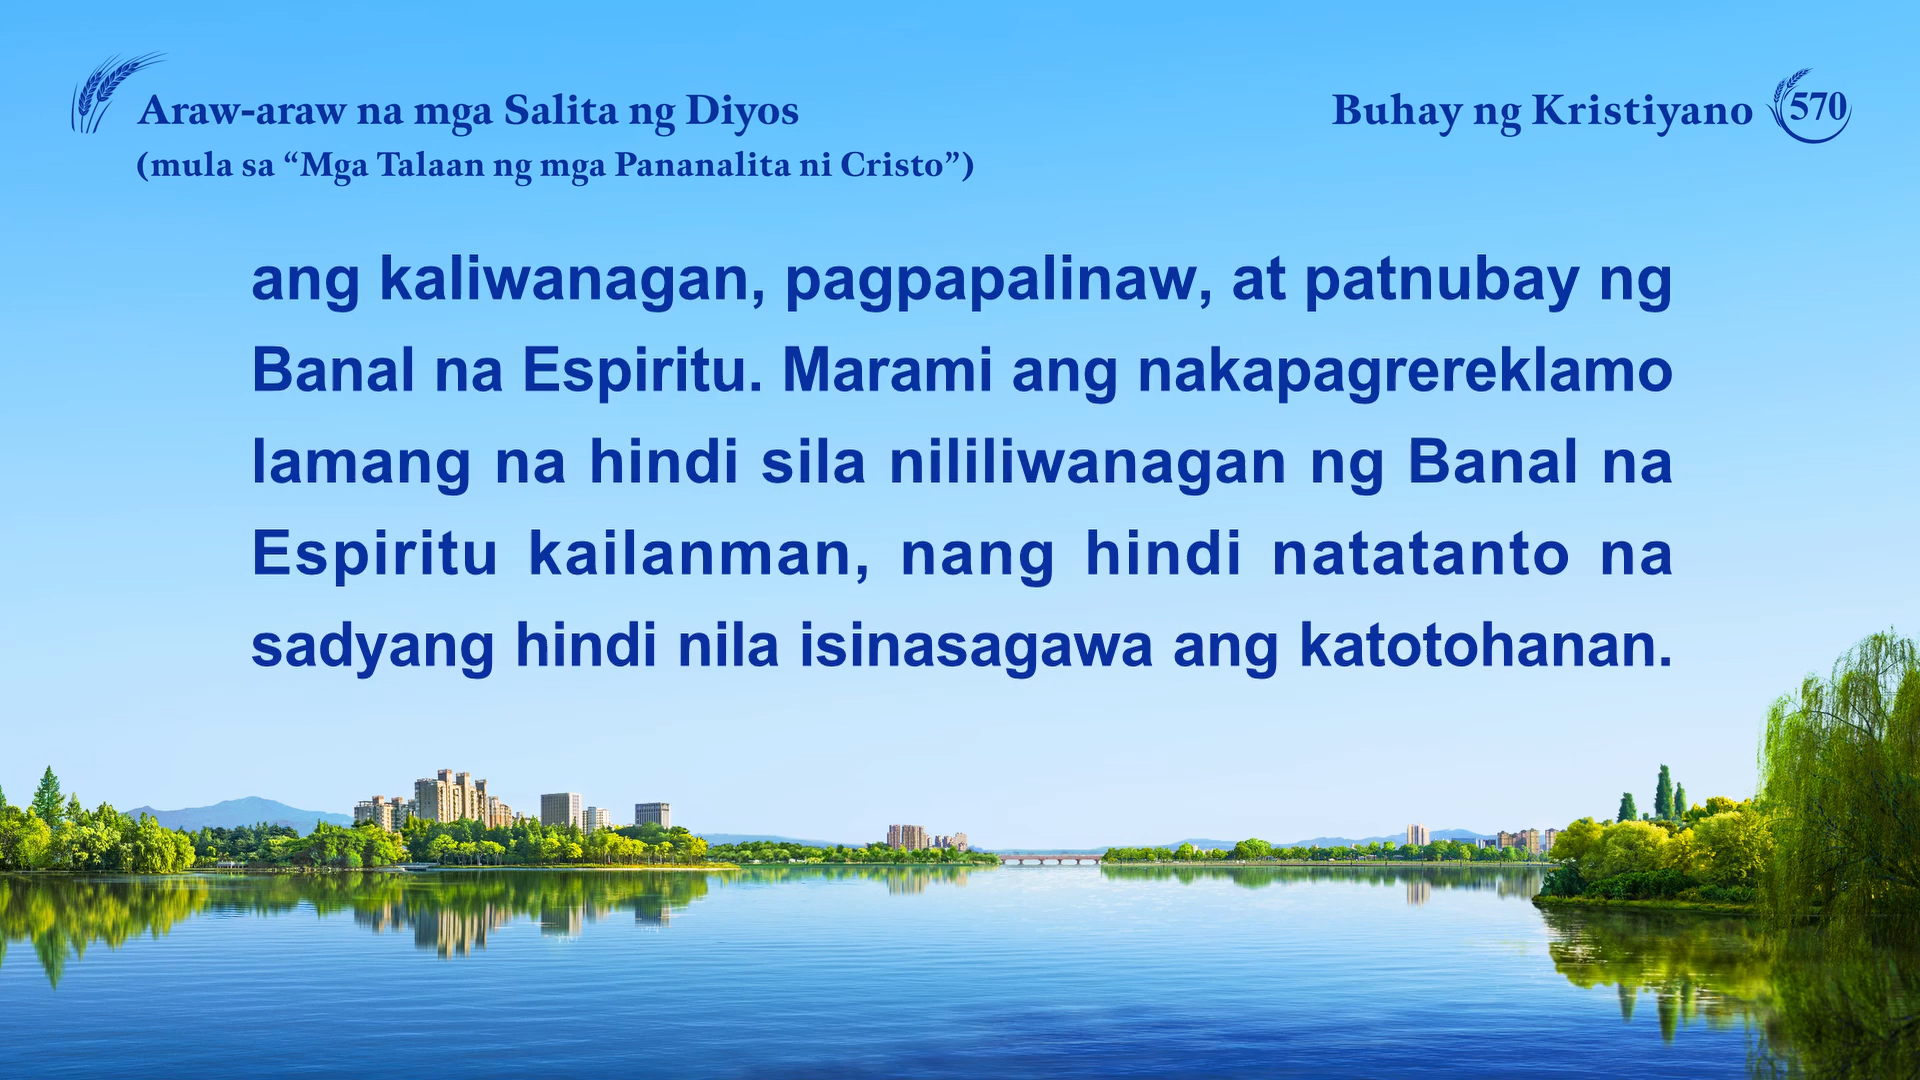 Araw-araw na mga Salita ng Diyos
(mula sa “Mga Talaan ng mga Pananalita ni Cristo”)
Buhay ng Kristiyano 570
ang kaliwanagan, pagpapalinaw, at patnubay ng
Banal na Espiritu. Marami ang nakapagrereklamo
lamang na hindi sila nililiwanagan ng Banal na
Espiritu kailanman, nang hindi natatanto na
sadyang hindi nila isinasagawa ang katotohanan.